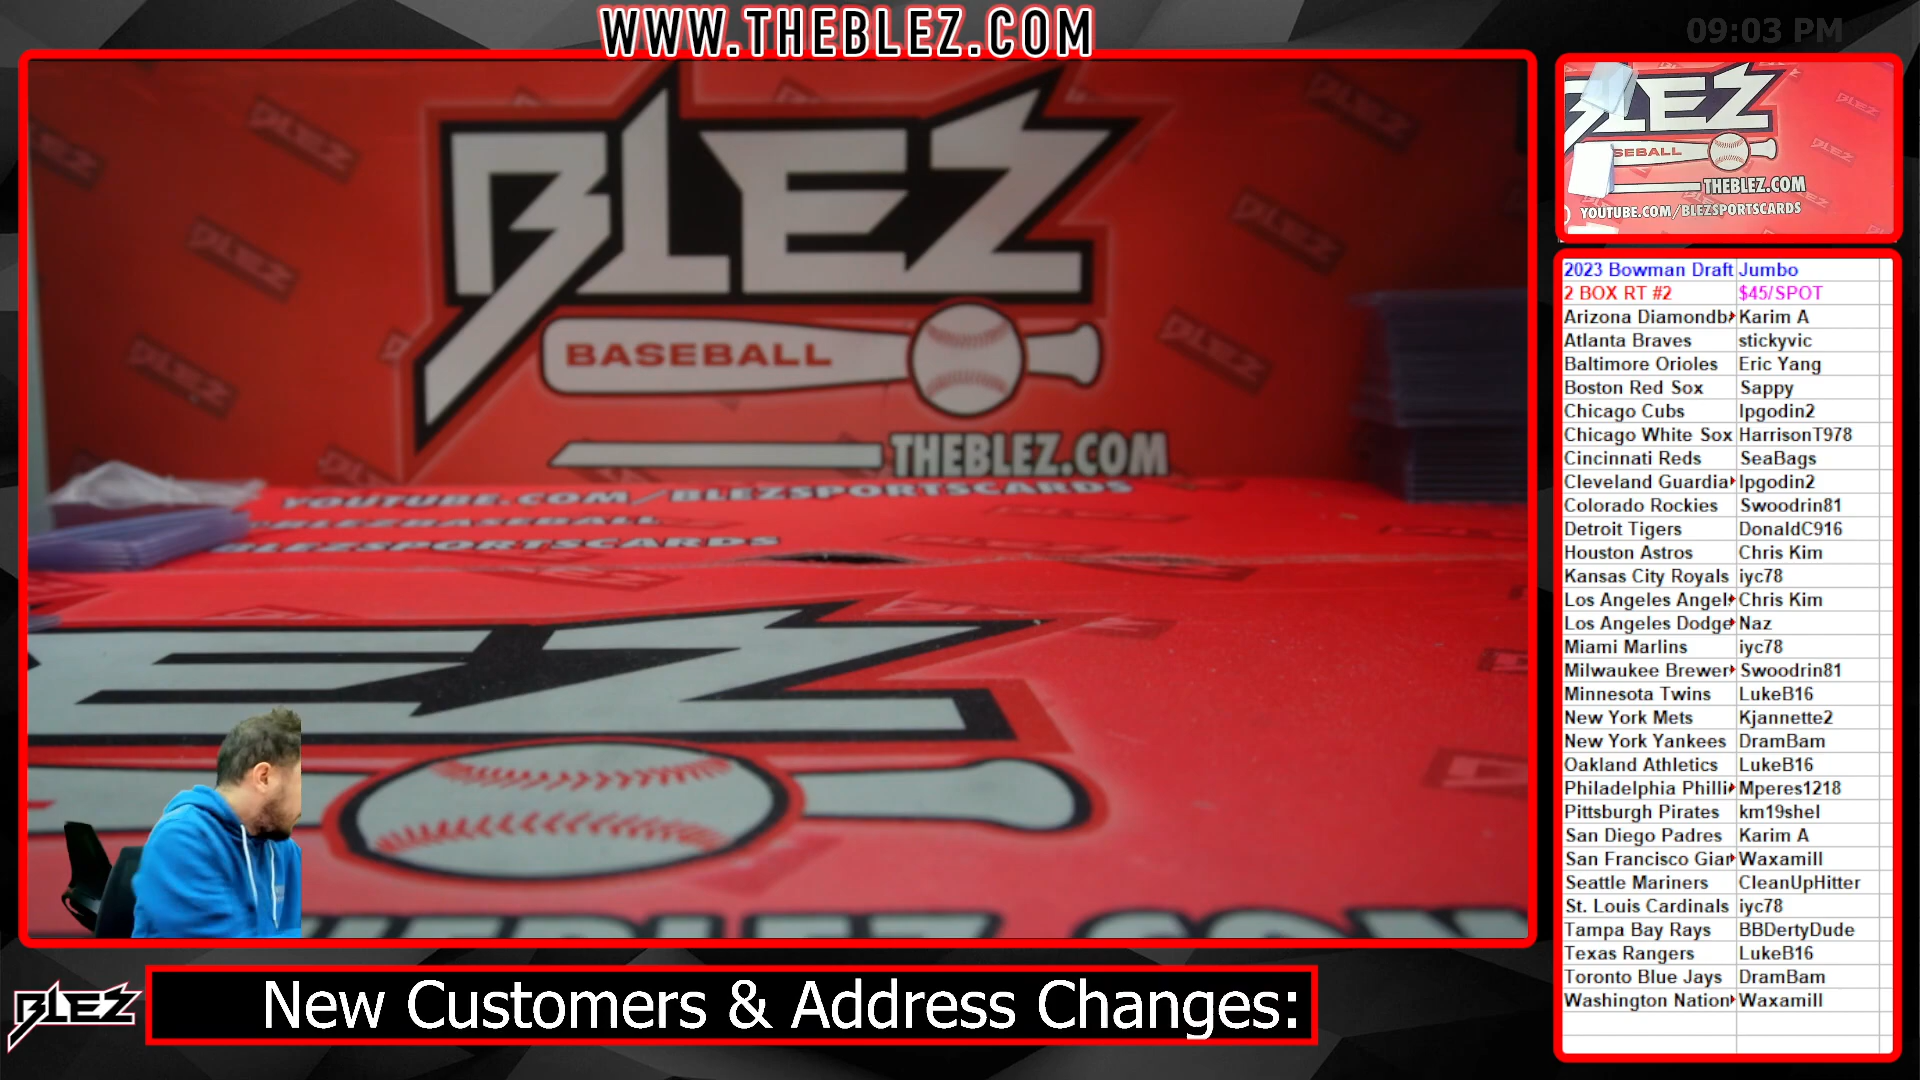 WWW.THEBLEZ.COM
09:03 PM
BLEZ
BASEBALL
THEBLEZ.COM
YOUTUBE.COM/BLEZSPORTSCARDS
@BLEZBASEBALL
BLEZSPORTSCARDS
BLEZ
BASEBALL
THEBLEZ.COM
YOUTUBE.COM/BLEZSPORTSCARDS
2023 Bowman Draft Jumbo
2 BOX RT #2 $45/SPOT
Arizona Diamondb Karim A
Atlanta Braves stickyvic
Baltimore Orioles Eric Yang
Boston Red Sox Sappy
Chicago Cubs lpgodin2
Chicago White Sox HarrisonT978
Cincinnati Reds SeaBags
Cleveland Guardia lpgodin2
Colorado Rockies Swoodrin81
Detroit Tigers DonaldC916
Houston Astros Chris Kim
Kansas City Royals iyc78
Los Angeles Angel Chris Kim
Los Angeles Dodge Naz
Miami Marlins iyc78
Milwaukee Brewer Swoodrin81
Minnesota Twins LukeB16
New York Mets Kjannette2
New York Yankees DramBam
Oakland Athletics LukeB16
Philadelphia Philli Mperes1218
Pittsburgh Pirates km19shel
San Diego Padres Karim A
San Francisco Gian Waxamill
Seattle Mariners CleanUpHitter
St. Louis Cardinals iyc78
Tampa Bay Rays BBDertyDude
Texas Rangers LukeB16
Toronto Blue Jays DramBam
Washington Nation Waxamill
BLEZ
New Customers & Address Changes: